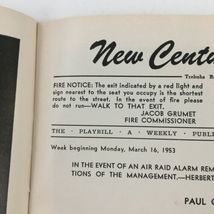 New Centu
FIRE NOTICE: The exit indicated by a red light and
sign nearest to the seat you occupy is the shortest
route to the street. In the event of fire please
do not run—WALK TO THAT EXIT.
JACOB GRUMET
FIRE COMMISSIONER
THE · PLAYBILL · A · WEEKLY · PUBLI
Week beginning Monday, March 16, 1953
IN THE EVENT OF AN AIR RAID ALARM REM
TIONS OF THE MANAGEMENT.—HERBERT
PAUL